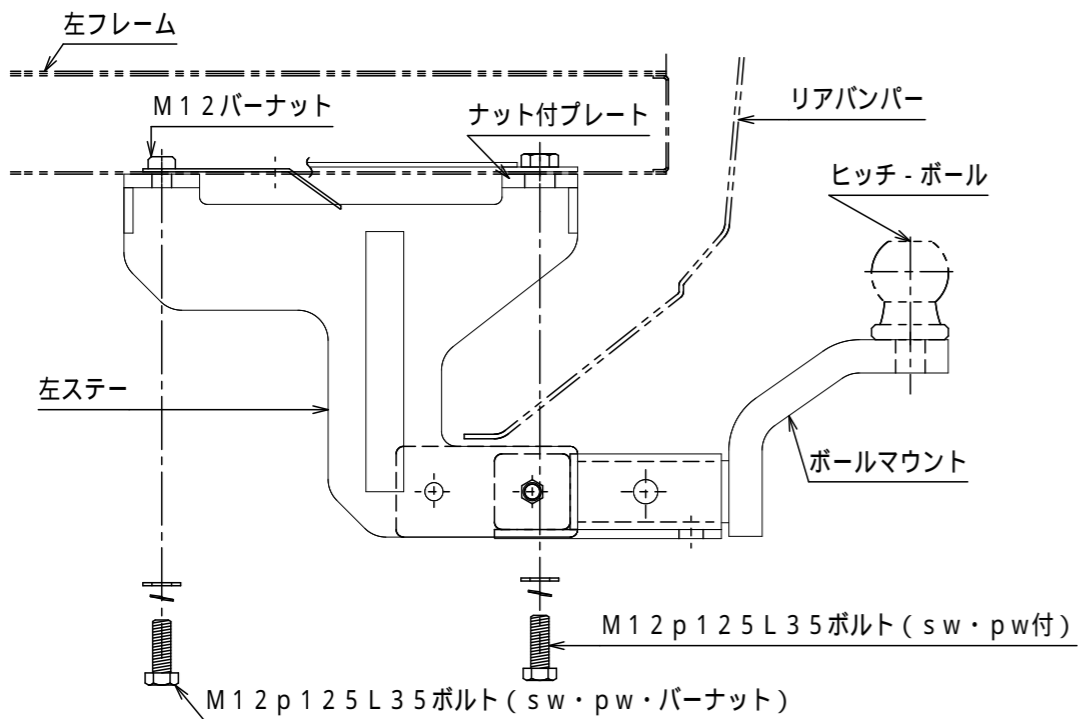 左フレーム
M12バーナット
ナット付プレート
リアバンパー
ヒッチ-ボール
左ステー
ボールマウント
M12p125L35ボルト(sw・pw付)
M12p125L35ボルト(sw・pw・バーナット)